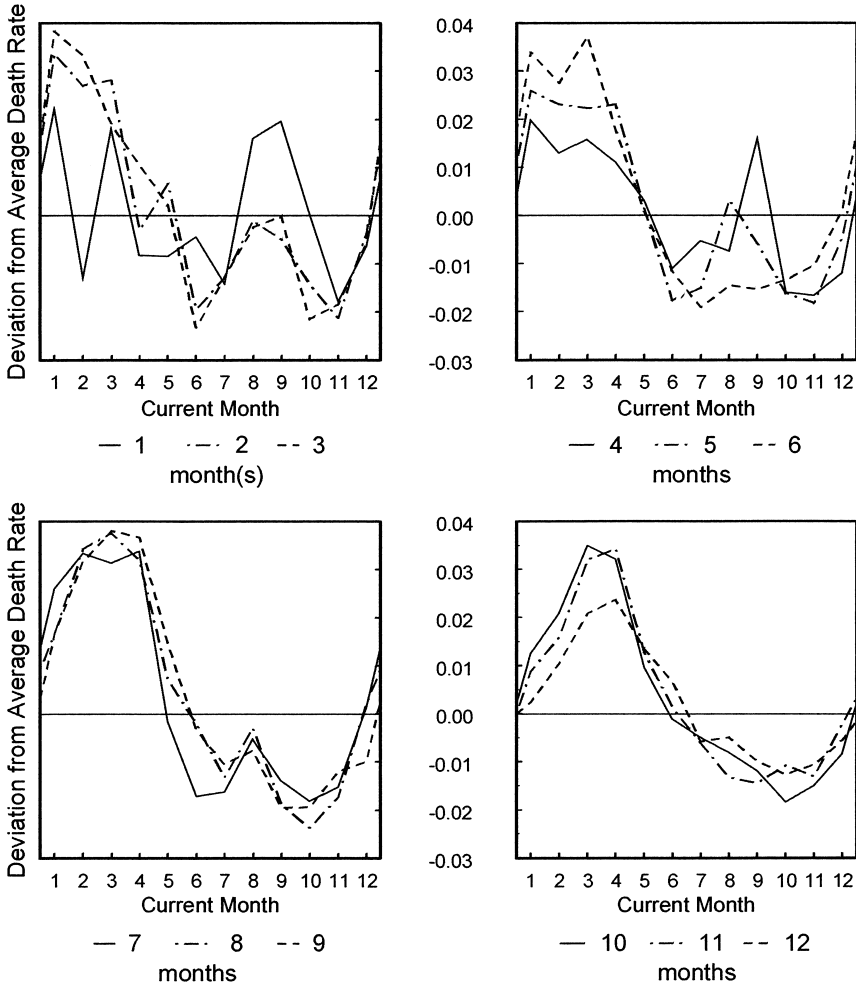 Deviation from Average Death Rate
0.04
0.03
0.02
0.01
0.00
-0.01
-0.02
-0.03
1 2 3 4 5 6 7 8 9 10 11 12
Current Month
1 2 3
month(s)
1 2 3 4 5 6 7 8 9 10 11 12
Current Month
4 5 6
months
Deviation from Average Death Rate
0.04
0.03
0.02
0.01
0.00
-0.01
-0.02
-0.03
1 2 3 4 5 6 7 8 9 10 11 12
Current Month
7 8 9
months
1 2 3 4 5 6 7 8 9 10 11 12
Current Month
10 11 12
months